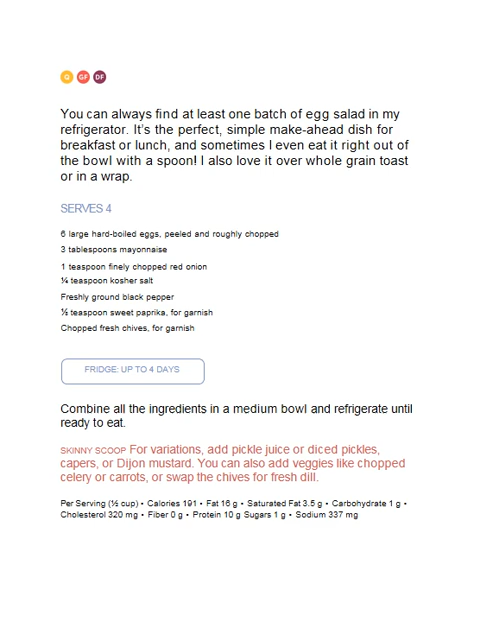 Q GF DF
You can always find at least one batch of egg salad in my
refrigerator. It's the perfect, simple make-ahead dish for
breakfast or lunch, and sometimes I even eat it right out of
the bowl with a spoon! I also love it over whole grain toast
or in a wrap.
SERVES 4
6 large hard-boiled eggs, peeled and roughly chopped
3 tablespoons mayonnaise
1 teaspoon finely chopped red onion
¼ teaspoon kosher salt
Freshly ground black pepper
½ teaspoon sweet paprika, for garnish
Chopped fresh chives, for garnish
FRIDGE: UP TO 4 DAYS
Combine all the ingredients in a medium bowl and refrigerate until
ready to eat.
SKINNY SCOOP For variations, add pickle juice or diced pickles,
capers, or Dijon mustard. You can also add veggies like chopped
celery or carrots, or swap the chives for fresh dill.
Per Serving (½ cup) • Calories 191 • Fat 16 g • Saturated Fat 3.5 g • Carbohydrate 1 g •
Cholesterol 320 mg • Fiber 0 g • Protein 10 g Sugars 1 g • Sodium 337 mg